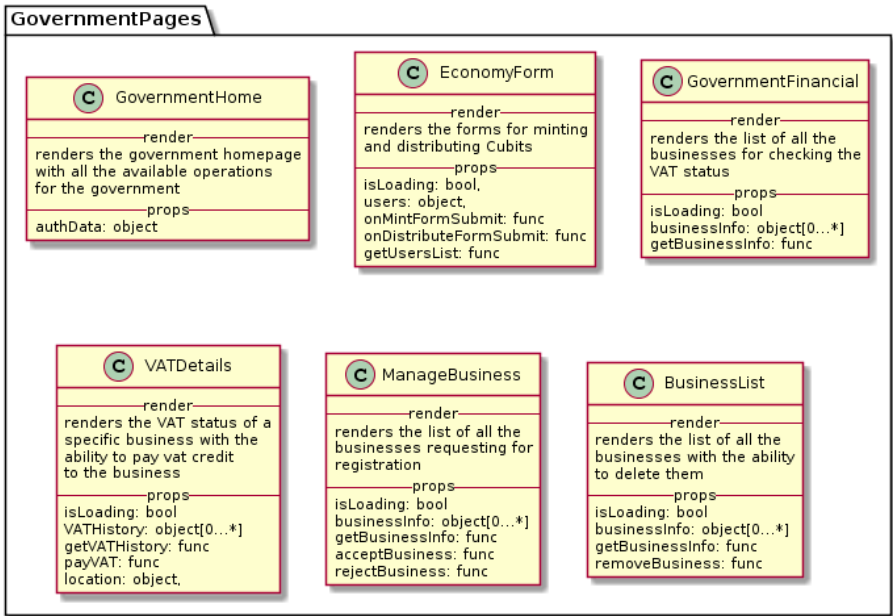 GovernmentPages
C GovernmentHome
render
renders the government homepage
with all the available operations
for the government
props
authData: object
C EconomyForm
render
renders the forms for minting
and distributing Cubits
props
isLoading: bool,
users: object,
onMintFormSubmit: func
onDistributeFormSubmit: func
getUsersList: func
C GovernmentFinancial
render
renders the list of all the
businesses for checking the
VAT status
props
isLoading: bool
businessInfo: object[0...*]
getBusinessInfo: func
C VATDetails
render
renders the VAT status of a
specific business with the
ability to pay vat credit
to the business
props
isLoading: bool
VATHistory: object[0...*]
getVATHistory: func
payVAT: func
location: object,
C ManageBusiness
render
renders the list of all the
businesses requesting for
registration
props
isLoading: bool
businessInfo: object[0...*]
getBusinessInfo: func
acceptBusiness: func
rejectBusiness: func
C BusinessList
render
renders the list of all the
businesses with the ability
to delete them
props
isLoading: bool
businessInfo: object[0...*]
getBusinessInfo: func
removeBusiness: func